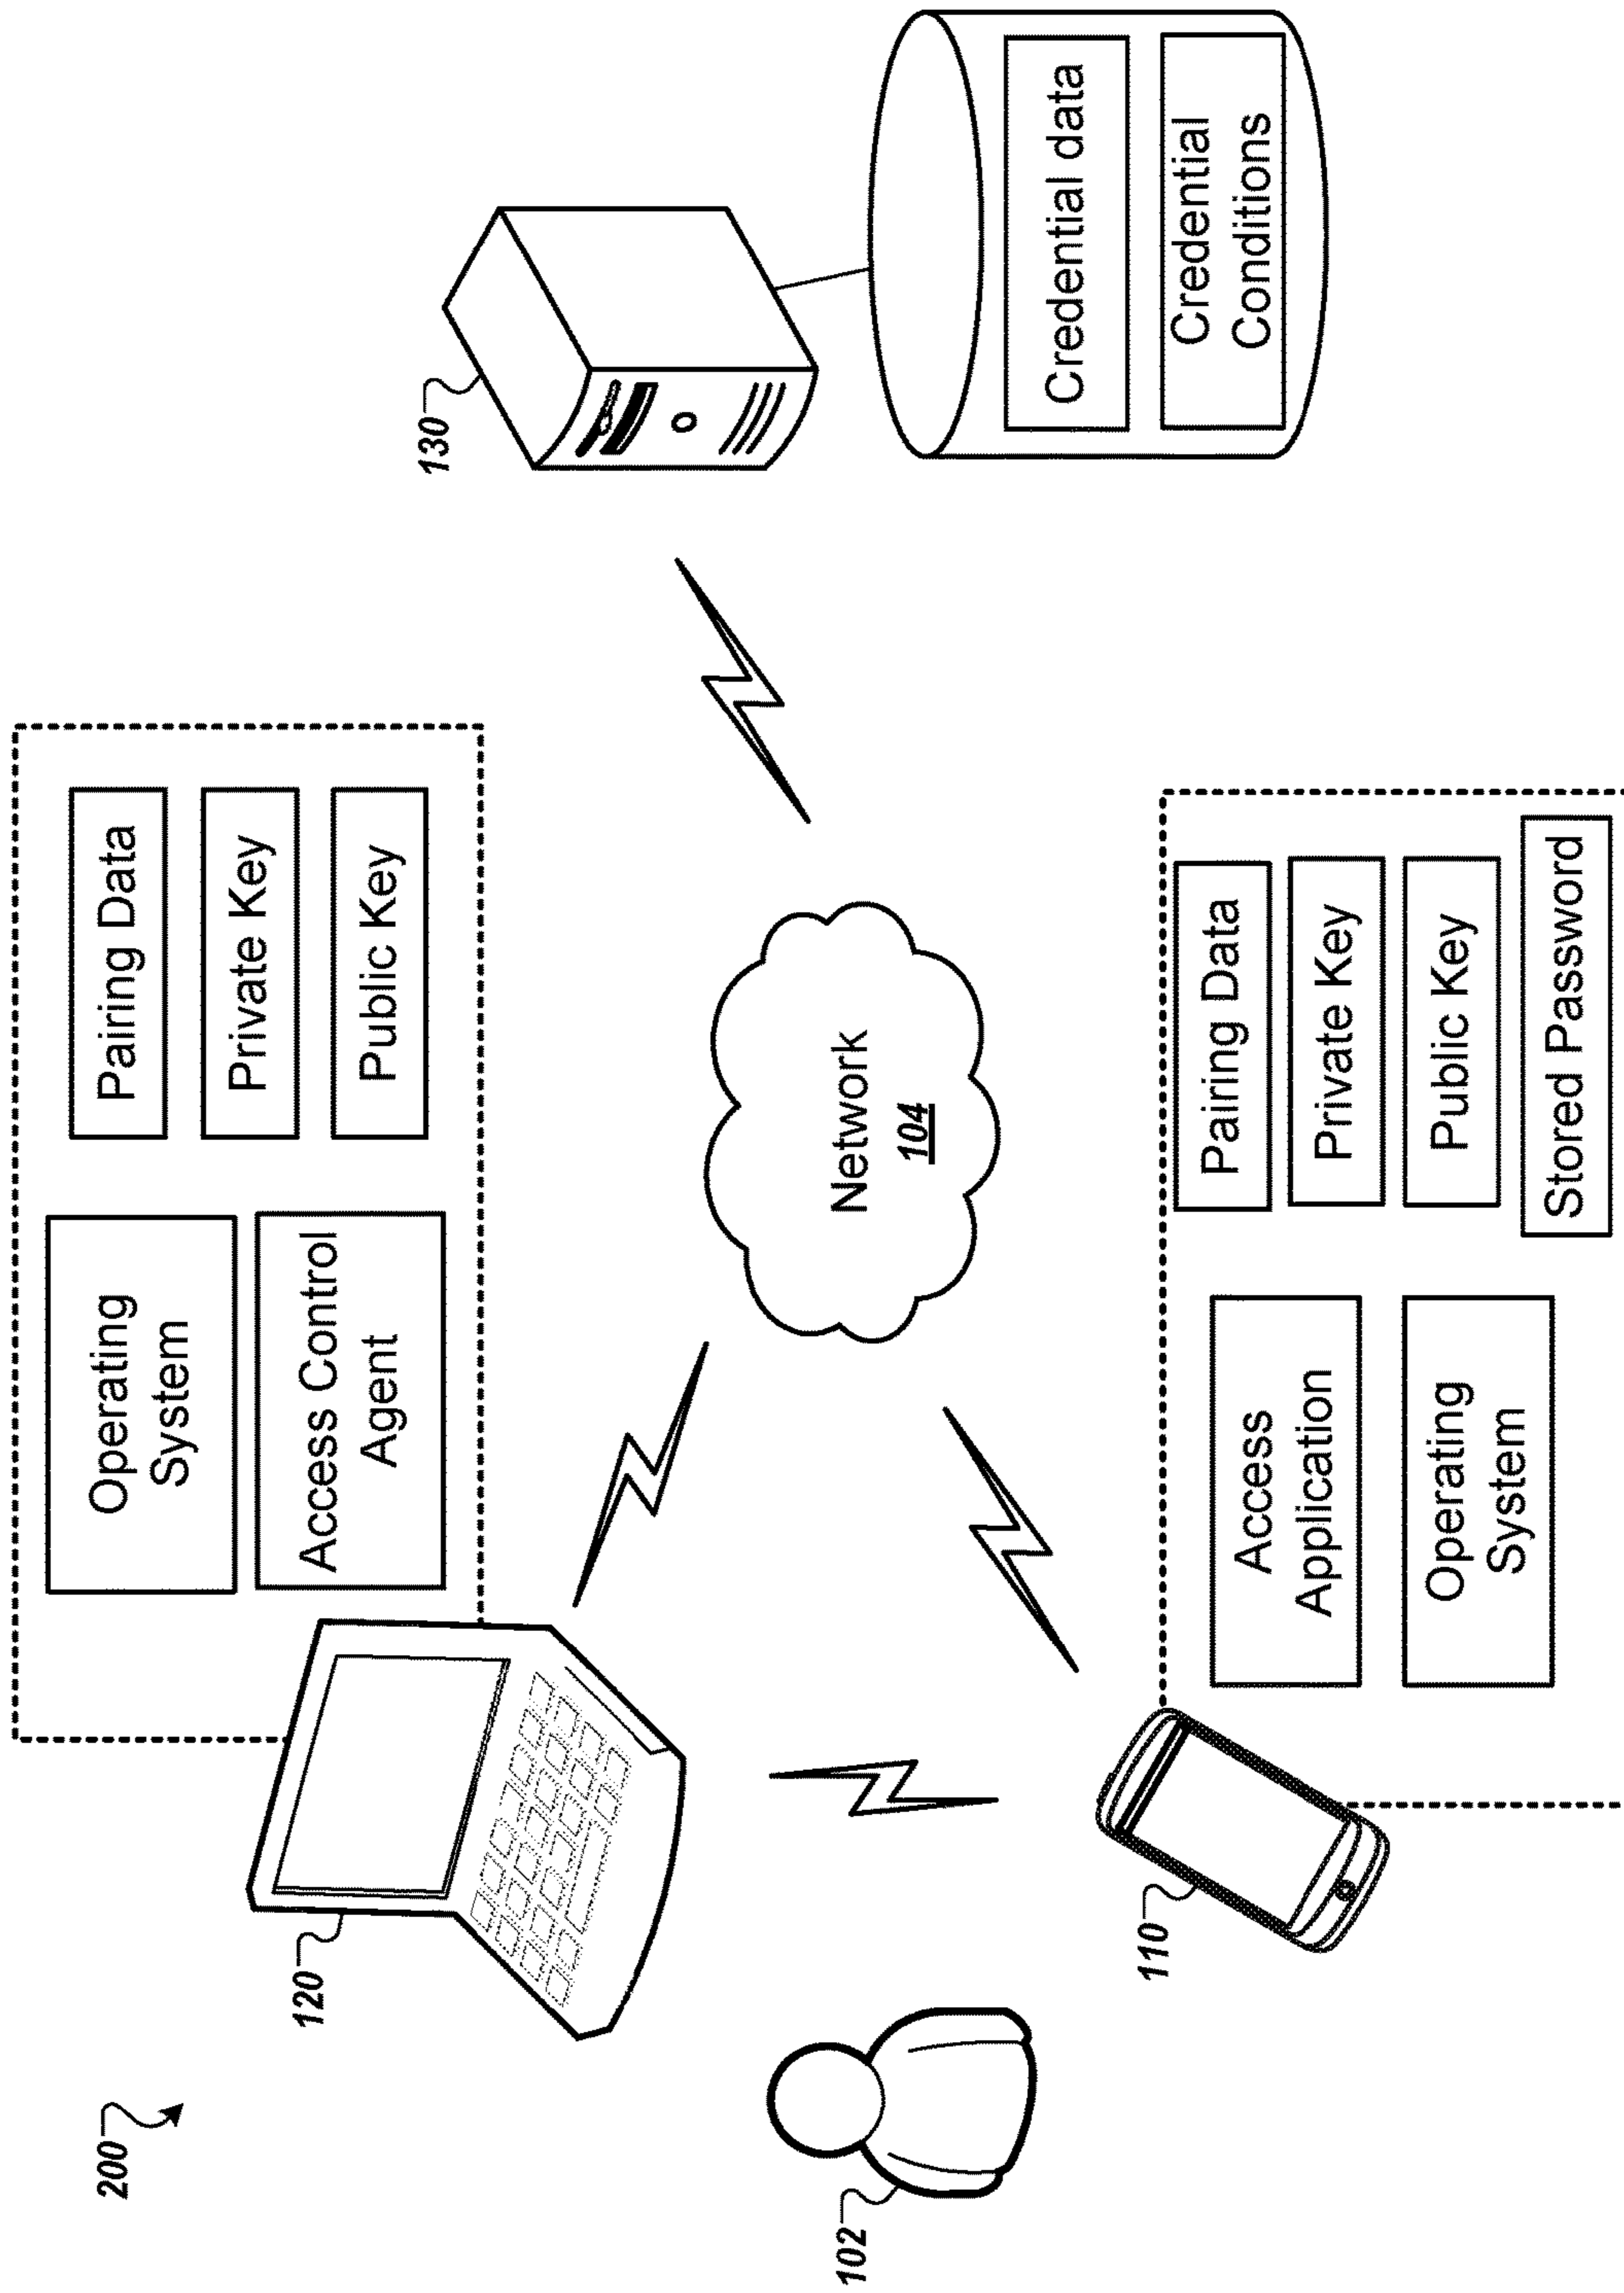 200
120
Operating
System
Access Control
Agent
Pairing Data
Private Key
Public Key
130
Credential data
Credential
Conditions
Network
104
102
110
Access
Application
Operating
System
Pairing Data
Private Key
Public Key
Stored Password